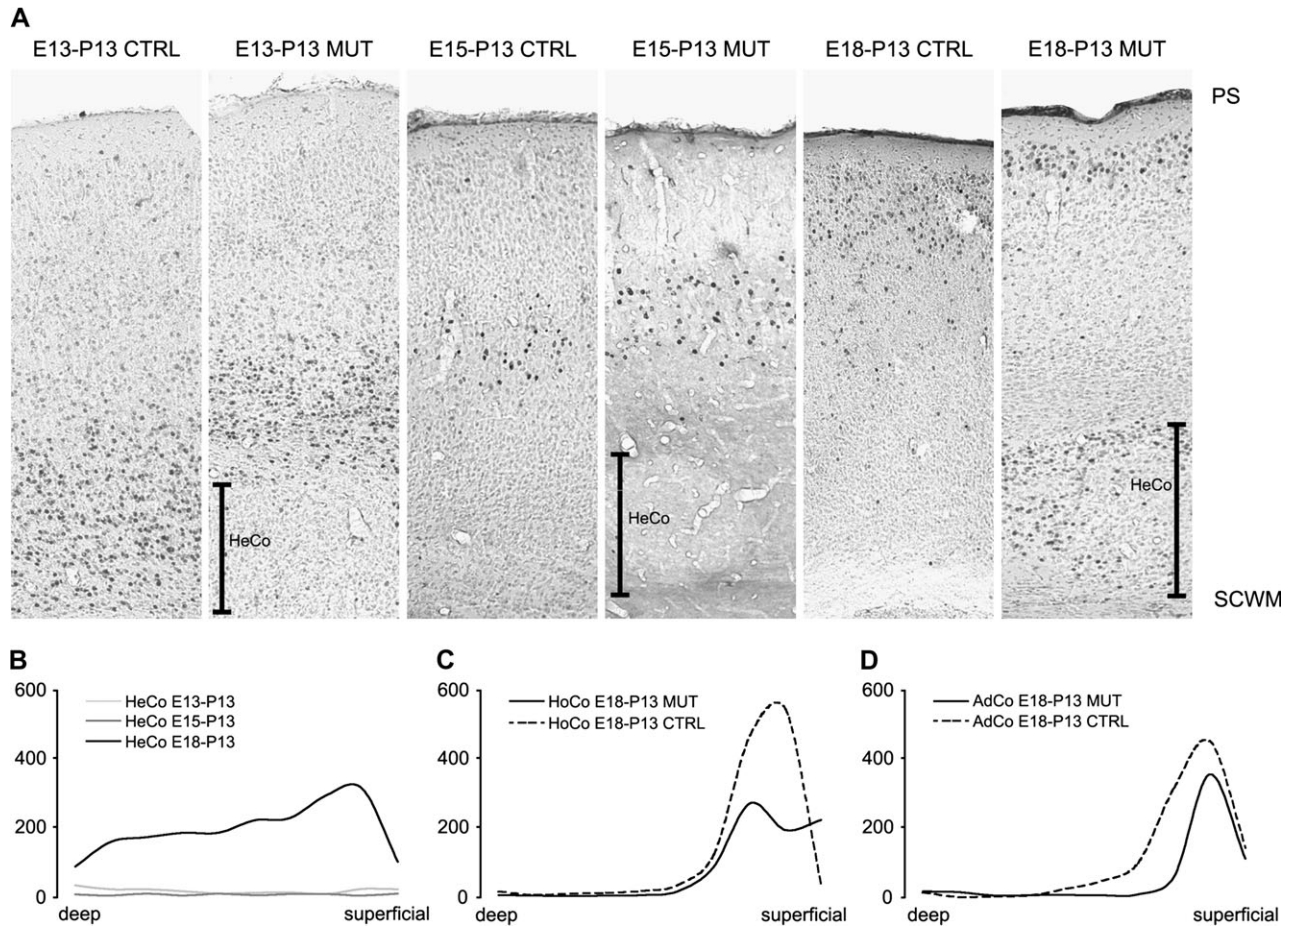 A
E13-P13 CTRL
E13-P13 MUT
E15-P13 CTRL
E15-P13 MUT
E18-P13 CTRL
E18-P13 MUT
PS
HeCo
HeCo
HeCo
SCWM
B
600
400
200
0
HeCo E13-P13
HeCo E15-P13
HeCo E18-P13
deep
superficial
C
600
400
200
0
HoCo E18-P13 MUT
HoCo E18-P13 CTRL
deep
superficial
D
600
400
200
0
AdCo E18-P13 MUT
AdCo E18-P13 CTRL
deep
superficial